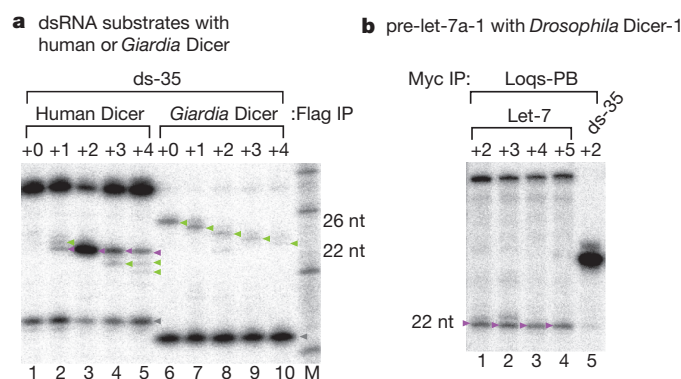 a dsRNA substrates with
human or Giardia Dicer
ds-35
Human Dicer Giardia Dicer :Flag IP
+0 +1 +2 +3 +4 +0 +1 +2 +3 +4
26 nt
22 nt
1 2 3 4 5 6 7 8 9 10 M
b pre-let-7a-1 with Drosophila Dicer-1
Myc IP: Loqs-PB
Let-7 ds-35
+2 +3 +4 +5 +2
22 nt
1 2 3 4 5